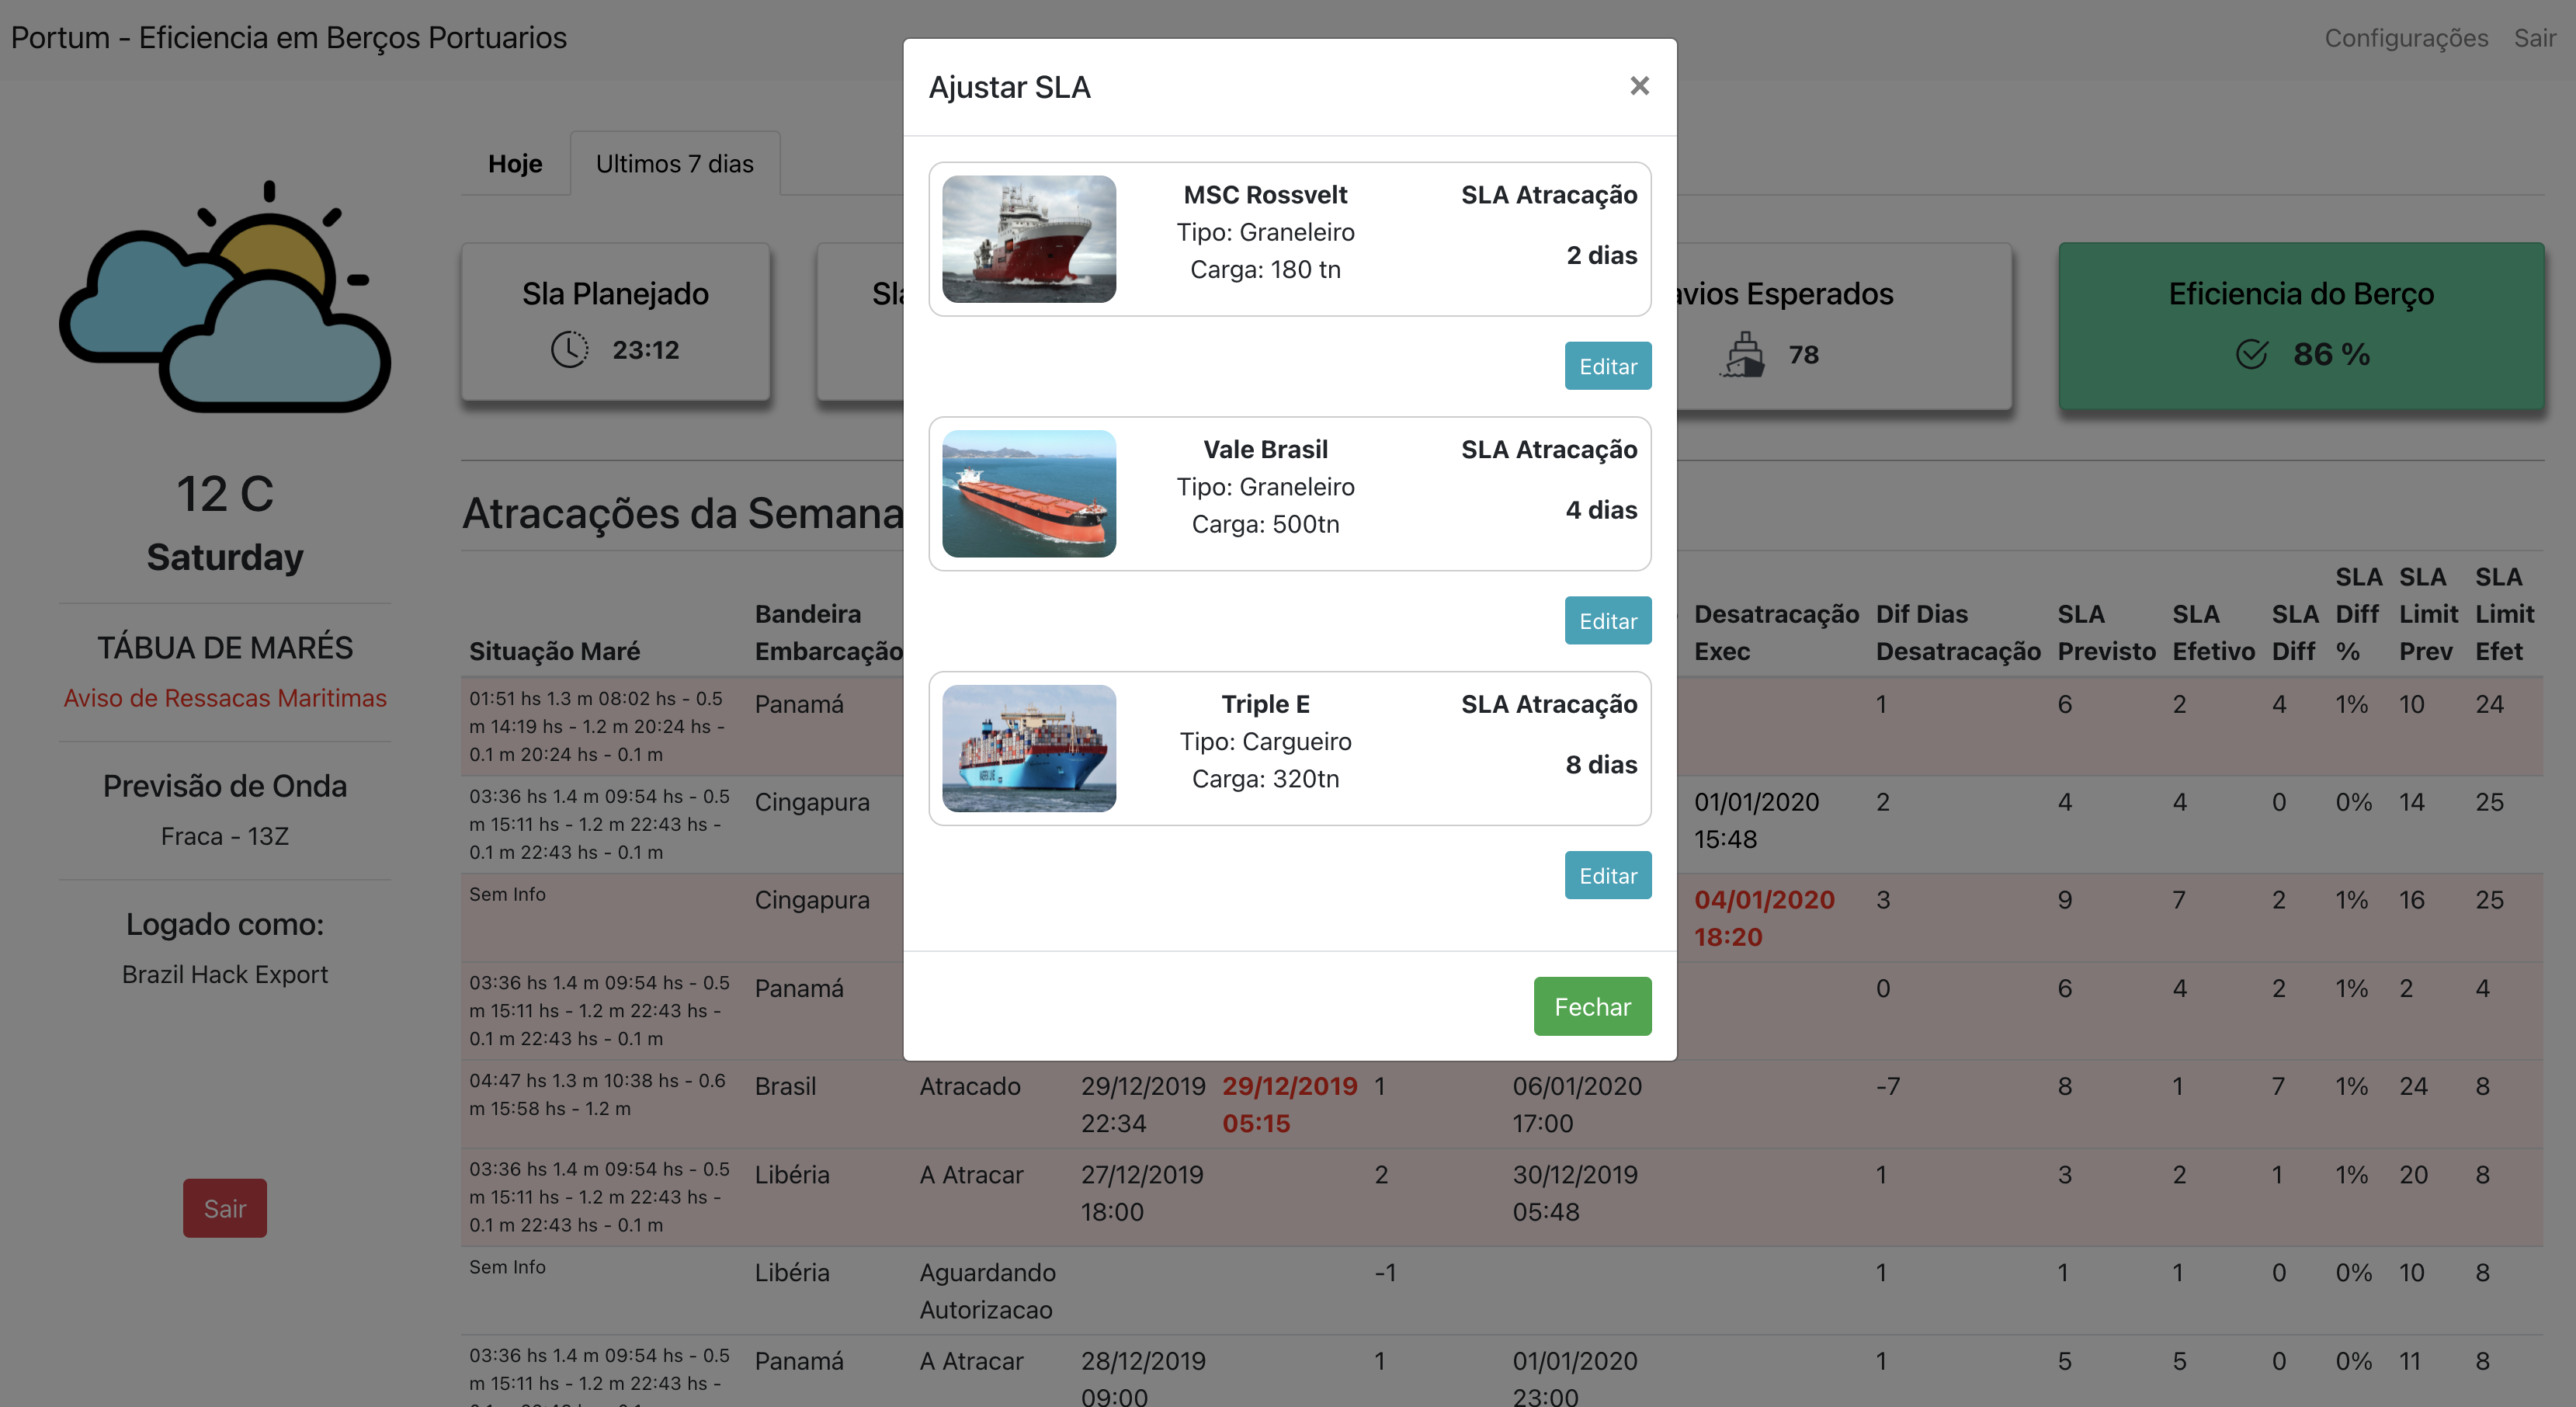 Portum - Eficiencia em Berços Portuarios
Configurações Sair
Ajustar SLA
×
MSC Rossvelt
Tipo: Graneleiro
Carga: 180 tn
SLA Atracação
2 dias
Editar
Vale Brasil
Tipo: Graneleiro
Carga: 500tn
SLA Atracação
4 dias
Editar
Triple E
Tipo: Cargueiro
Carga: 320tn
SLA Atracação
8 dias
Editar
Fechar
12 C
Saturday
TÁBUA DE MARÉS
Aviso de Ressacas Maritimas
Previsão de Onda
Fraca - 13Z
Logado como:
Brazil Hack Export
Sair
Hoje Ultimos 7 dias
Sla Planejado
23:12
Esperados
78
Eficiencia do Berço
86 %
Atracações da Semana
Situação Maré
Bandeira
Embarcação
Desatracação
Exec
Dif Dias
Desatracação
SLA
Previsto
SLA
Efetivo
SLA
Diff
SLA
Diff
%
SLA
Limit
Prev
SLA
Limit
Efet
01:51 hs 1.3 m 08:02 hs - 0.5
m 14:19 hs - 1.2 m 20:24 hs -
0.1 m 20:24 hs - 0.1 m
Panamá
1 6 2 4 1% 10 24
03:36 hs 1.4 m 09:54 hs - 0.5
m 15:11 hs - 1.2 m 22:43 hs -
0.1 m 22:43 hs - 0.1 m
Cingapura
01/01/2020
15:48
2 4 4 0 0% 14 25
Sem Info
Cingapura
04/01/2020
18:20
3 9 7 2 1% 16 25
03:36 hs 1.4 m 09:54 hs - 0.5
m 15:11 hs - 1.2 m 22:43 hs -
0.1 m 22:43 hs - 0.1 m
Panamá
0 6 4 2 1% 2 4
04:47 hs 1.3 m 10:38 hs - 0.6
m 15:58 hs - 1.2 m
Brasil
Atracado
29/12/2019
22:34
29/12/2019
05:15
1
06/01/2020
17:00
-7 8 1 7 1% 24 8
03:36 hs 1.4 m 09:54 hs - 0.5
m 15:11 hs - 1.2 m 22:43 hs -
0.1 m 22:43 hs - 0.1 m
Libéria
A Atracar
27/12/2019
18:00
2
30/12/2019
05:48
1 3 2 1 1% 20 8
Sem Info
Libéria
Aguardando
Autorizacao
-1
1 1 1 0 0% 10 8
03:36 hs 1.4 m 09:54 hs - 0.5
m 15:11 hs - 1.2 m 22:43 hs -
Panamá
A Atracar
28/12/2019
09:00
1
01/01/2020
23:00
1 5 5 0 0% 11 8